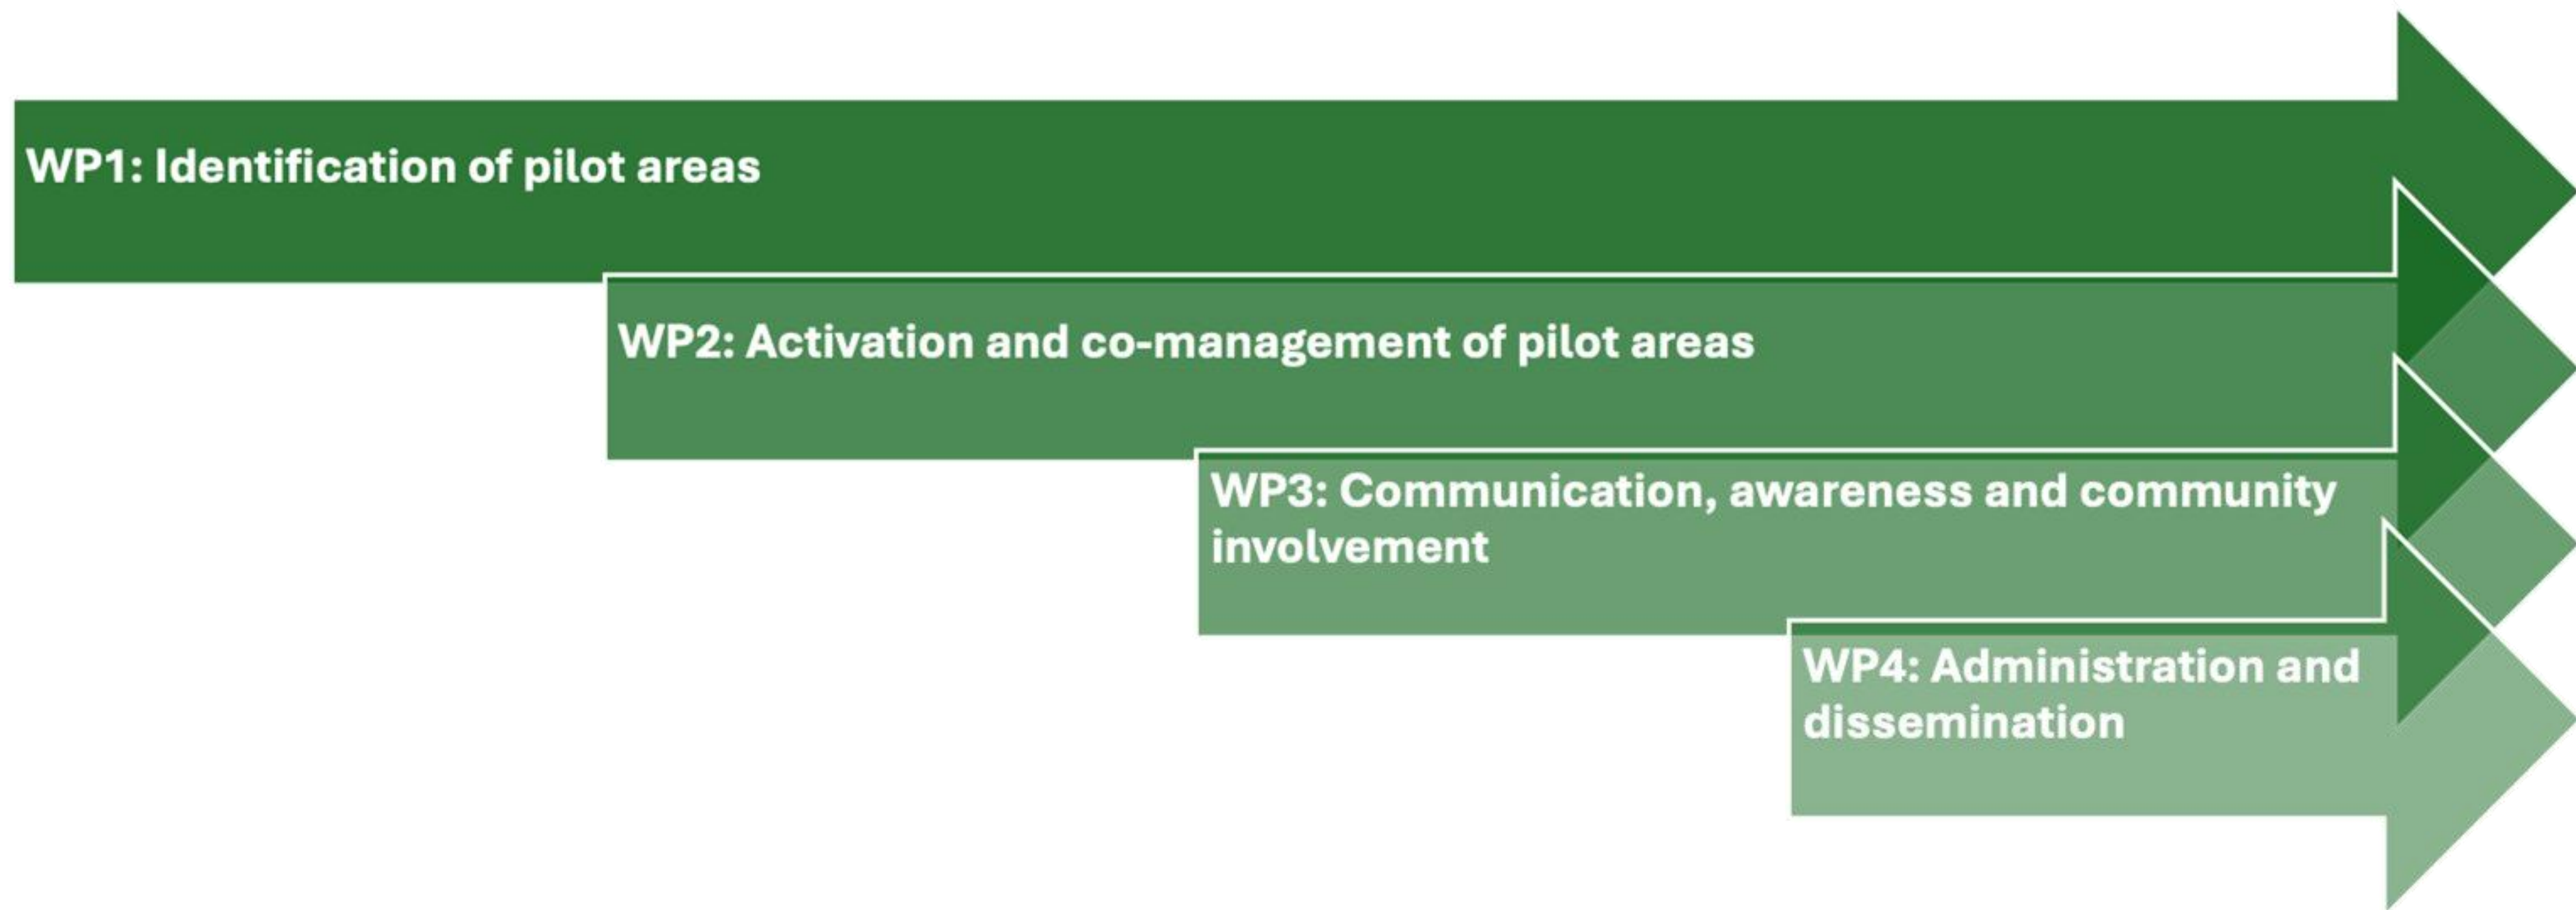 WP1: Identification of pilot areas
WP2: Activation and co-management of pilot areas
WP3: Communication, awareness and community
involvement
WP4: Administration and
dissemination